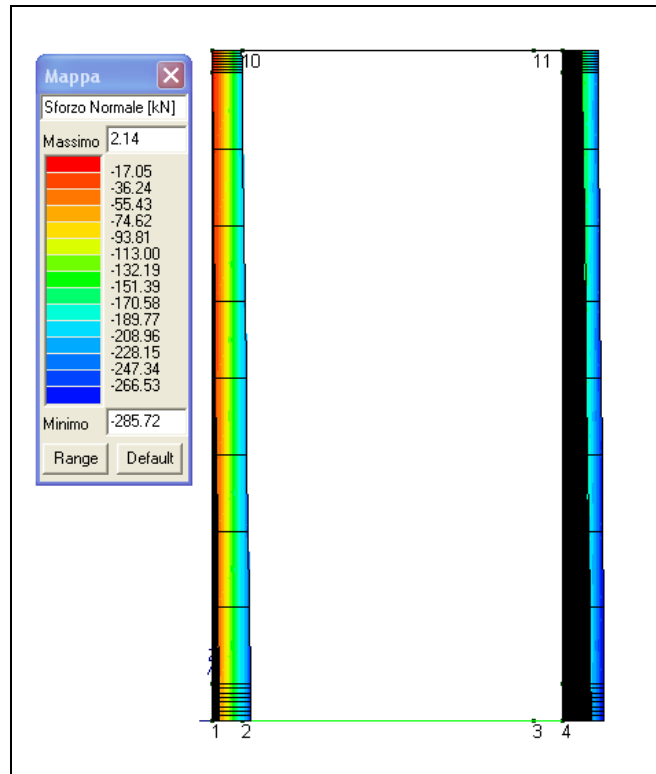 Mappa
Sforzo Normale [kN]
Massimo 2.14
-17.05
-36.24
-55.43
-74.62
-93.81
-113.00
-132.19
-151.39
-170.58
-189.77
-208.96
-228.15
-247.34
-266.53
Minimo -285.72
Range Default
10 11
1 2 3 4